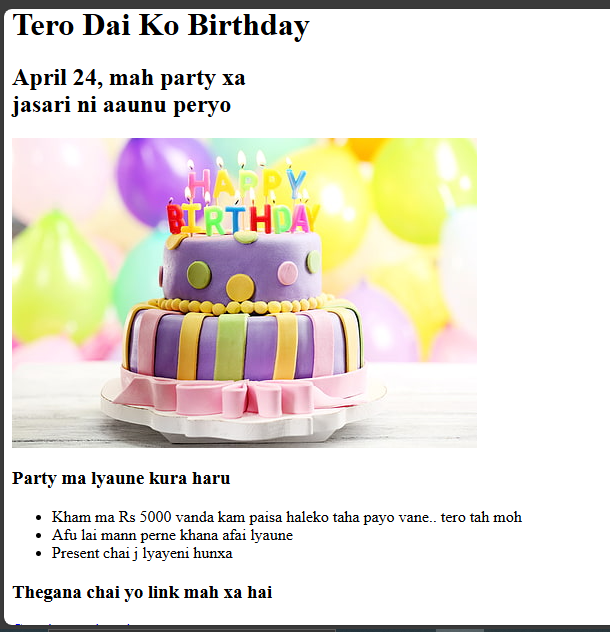 Tero Dai Ko Birthday
April 24, mah party xa
jasari ni aaunu peryo
HAPPY
BIRTHDAY
Party ma lyaune kura haru
Kham ma Rs 5000 vanda kam paisa haleko taha payo vane.. tero tah moh
Afu lai mann perne khana afai lyaune
Present chai j lyayeni hunxa
Thegana chai yo link mah xa hai